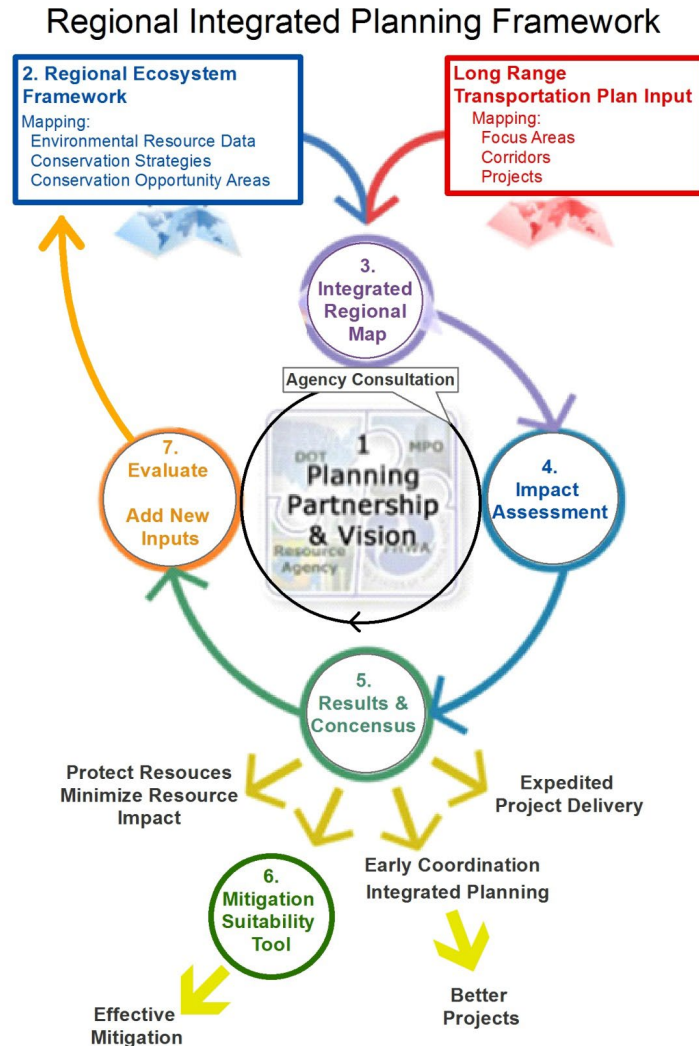 Regional Integrated Planning Framework
2. Regional Ecosystem
Framework
Mapping:
Environmental Resource Data
Conservation Strategies
Conservation Opportunity Areas
Long Range
Transportation Plan Input
Mapping:
Focus Areas
Corridors
Projects
3.
Integrated
Regional
Map
Agency Consultation
1
Planning
Partnership
& Vision
DOT
MPO
Resource
Agency
FHWA
4.
Impact
Assessment
7.
Evaluate
Add New
Inputs
5.
Results &
Concensus
Protect Resouces
Minimize Resource
Impact
Expedited
Project Delivery
Early Coordination
Integrated Planning
6.
Mitigation
Suitability
Tool
Effective
Mitigation
Better
Projects